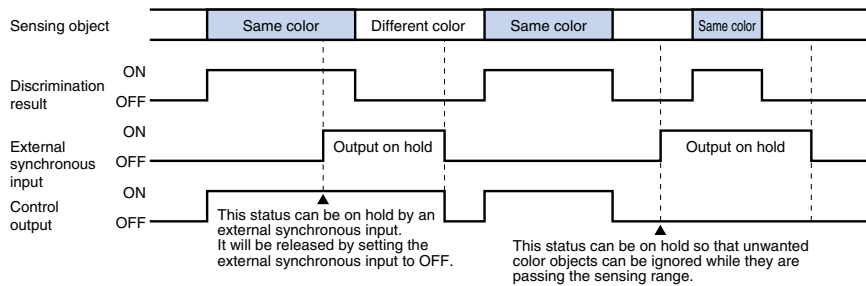 Sensing object
Same color
Different color
Same color
Same color
Discrimination
result
ON
OFF
External
synchronous
input
ON
OFF
Output on hold
Output on hold
Control
output
ON
OFF
This status can be on hold by an
external synchronous input.
It will be released by setting the
external synchronous input to OFF.
This status can be on hold so that unwanted
color objects can be ignored while they are
passing the sensing range.